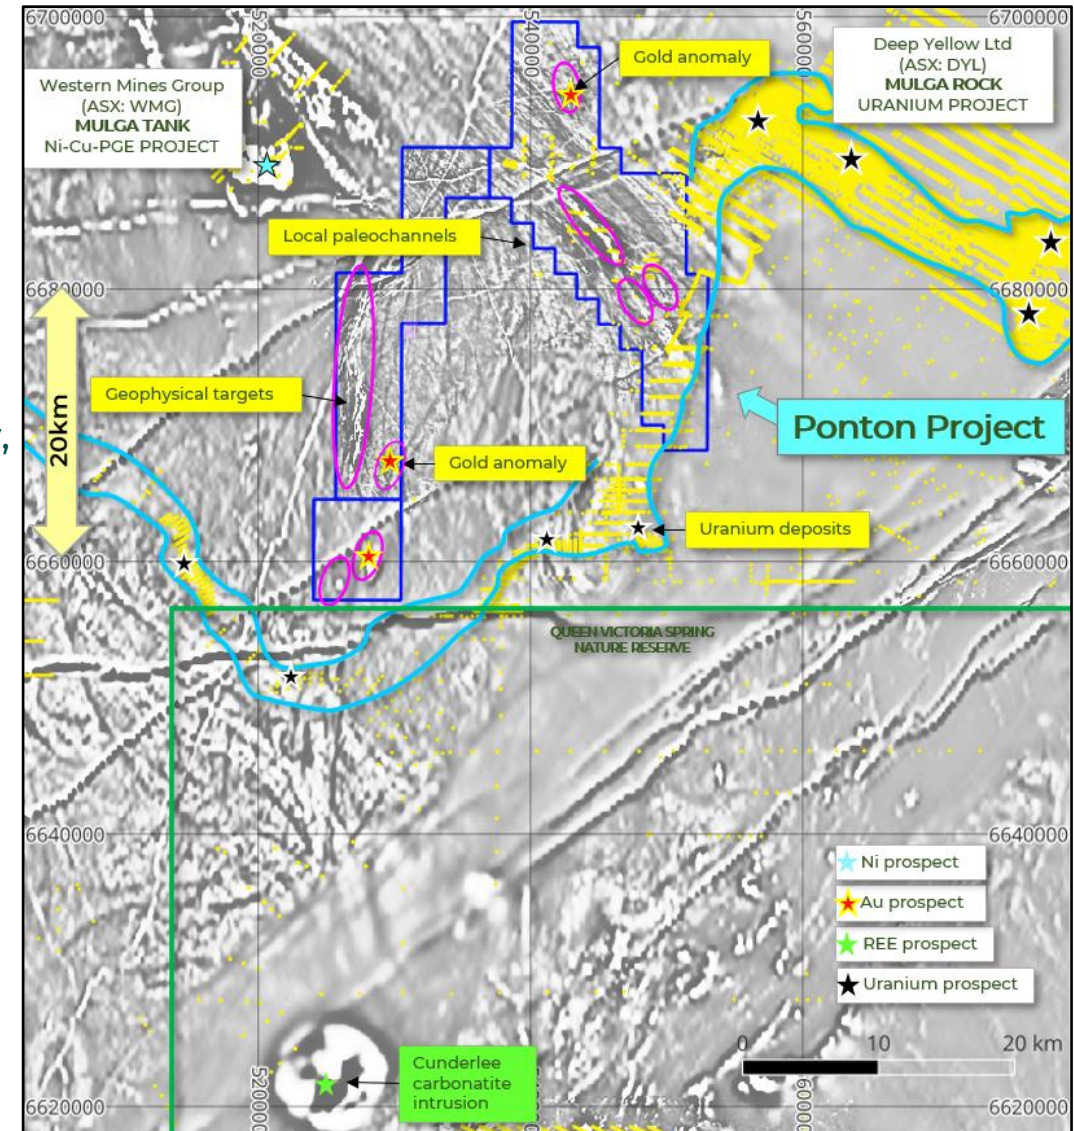 6700000
520000
540000
560000
6700000
Gold anomaly
Deep Yellow Ltd
(ASX: DYL)
MULGA ROCK
URANIUM PROJECT
Western Mines Group
(ASX: WMG)
MULGA TANK
Ni-Cu-PGE PROJECT
Local paleochannels
6680000
6680000
Geophysical targets
20km
Ponton Project
Gold anomaly
Uranium deposits
6660000
6660000
QUEEN VICTORIA SPRING
NATURE RESERVE
6640000
6640000
Ni prospect
Au prospect
REE prospect
Uranium prospect
0 10 20 km
Cunderlee
carbonatite
intrusion
520000
6620000
6620000